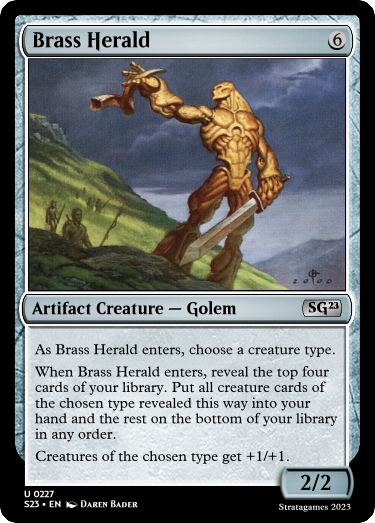 Brass Herald 6
2000
Artifact Creature — Golem SG23
As Brass Herald enters, choose a creature type.
When Brass Herald enters, reveal the top four
cards of your library. Put all creature cards of
the chosen type revealed this way into your
hand and the rest on the bottom of your library
in any order.
Creatures of the chosen type get +1/+1.
2/2
U 0227
S23 • EN Daren Bader
Stratagames 2023